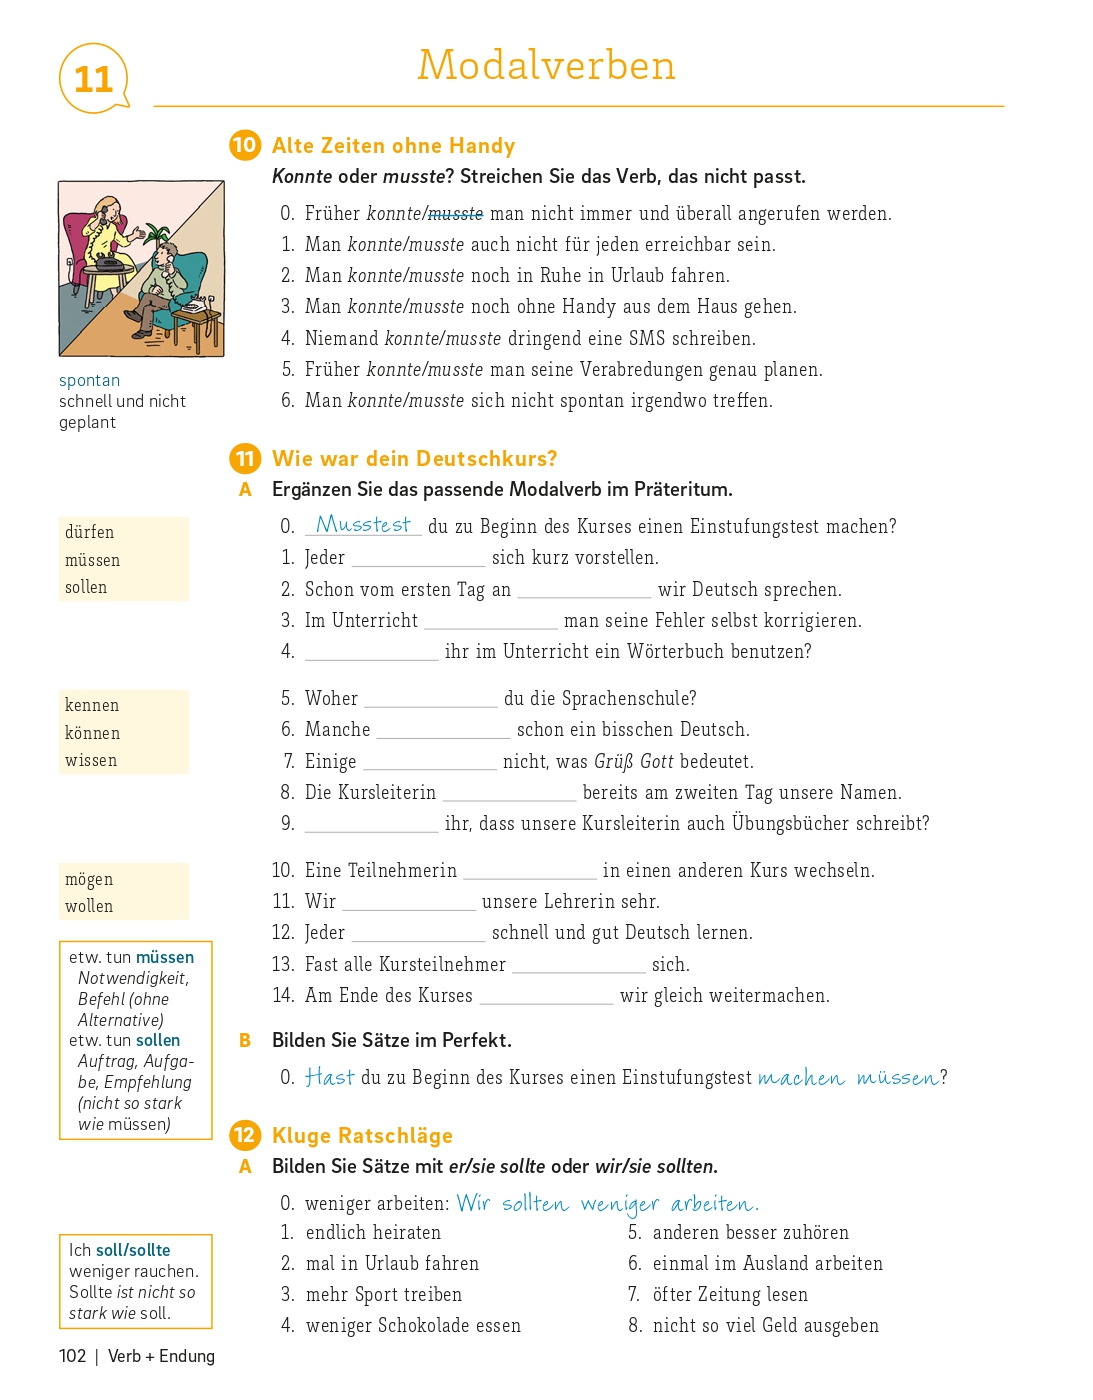 11
Modalverben
10 Alte Zeiten ohne Handy
Konnte oder musste? Streichen Sie das Verb, das nicht passt.
0. Früher konnte/musste man nicht immer und überall angerufen werden.
1. Man konnte/musste auch nicht für jeden erreichbar sein.
2. Man konnte/musste noch in Ruhe in Urlaub fahren.
3. Man konnte/musste noch ohne Handy aus dem Haus gehen.
4. Niemand konnte/musste dringend eine SMS schreiben.
5. Früher konnte/musste man seine Verabredungen genau planen.
6. Man konnte/musste sich nicht spontan irgendwo treffen.
spontan
schnell und nicht
geplant
11 Wie war dein Deutschkurs?
A Ergänzen Sie das passende Modalverb im Präteritum.
dürfen
müssen
sollen
0. Musstest du zu Beginn des Kurses einen Einstufungstest machen?
1. Jeder ____________ sich kurz vorstellen.
2. Schon vom ersten Tag an ____________ wir Deutsch sprechen.
3. Im Unterricht ____________ man seine Fehler selbst korrigieren.
4. ____________ ihr im Unterricht ein Wörterbuch benutzen?
kennen
können
wissen
5. Woher ____________ du die Sprachenschule?
6. Manche ____________ schon ein bisschen Deutsch.
7. Einige ____________ nicht, was Grüß Gott bedeutet.
8. Die Kursleiterin ____________ bereits am zweiten Tag unsere Namen.
9. ____________ ihr, dass unsere Kursleiterin auch Übungsbücher schreibt?
mögen
wollen
10. Eine Teilnehmerin ____________ in einen anderen Kurs wechseln.
11. Wir ____________ unsere Lehrerin sehr.
12. Jeder ____________ schnell und gut Deutsch lernen.
13. Fast alle Kursteilnehmer ____________ sich.
14. Am Ende des Kurses ____________ wir gleich weitermachen.
etw. tun müssen
Notwendigkeit,
Befehl (ohne
Alternative)
etw. tun sollen
Auftrag, Aufga-
be, Empfehlung
(nicht so stark
wie müssen)
B Bilden Sie Sätze im Perfekt.
0. Hast du zu Beginn des Kurses einen Einstufungstest machen müssen?
12 Kluge Ratschläge
A Bilden Sie Sätze mit er/sie sollte oder wir/sie sollten.
0. weniger arbeiten: Wir sollten weniger arbeiten.
1. endlich heiraten
2. mal in Urlaub fahren
3. mehr Sport treiben
4. weniger Schokolade essen
5. anderen besser zuhören
6. einmal im Ausland arbeiten
7. öfter Zeitung lesen
8. nicht so viel Geld ausgeben
Ich soll/sollte
weniger rauchen.
Sollte ist nicht so
stark wie soll.
102 | Verb + Endung